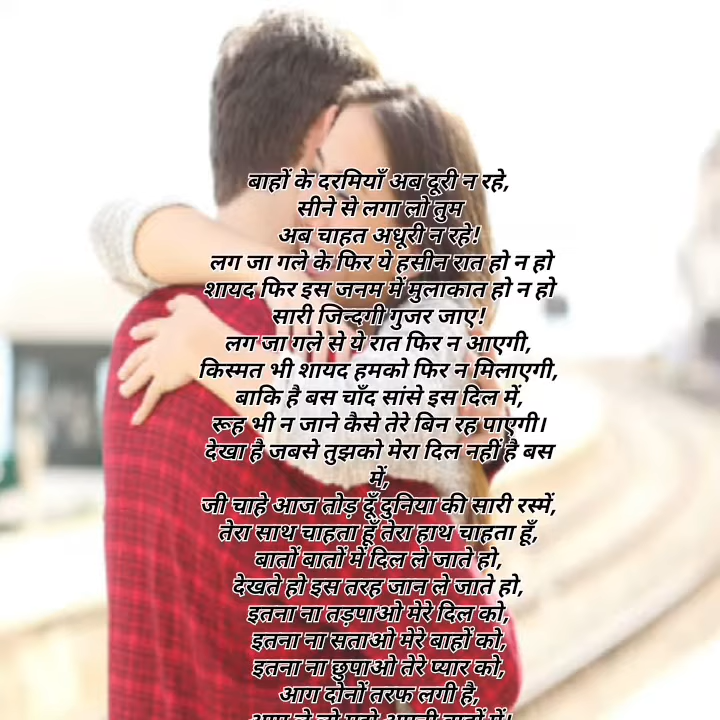 बाहों के दरमियाँ अब दूरी न रहे,
सीने से लगा लो तुम
अब चाहत अधूरी न रहे!
लग जा गले के फिर ये हसीन रात हो न हो
शायद फिर इस जनम में मुलाकात हो न हो
सारी जिन्दगी गुजर जाए!
लग जा गले से ये रात फिर न आएगी,
किस्मत भी शायद हमको फिर न मिलाएगी,
बाकि है बस चाँद सांसे इस दिल में,
रूह भी न जाने कैसे तेरे बिन रह पाएगी।
देखा है जबसे तुझको मेरा दिल नहीं है बस
में,
जी चाहे आज तोड़ दूँ दुनिया की सारी रस्में,
तेरा साथ चाहता हूँ तेरा हाथ चाहता हूँ,
बातों बातों में दिल ले जाते हो,
देखते हो इस तरह जान ले जाते हो,
इतना ना तड़पाओ मेरे दिल को,
इतना ना सताओ मेरे बाहों को,
इतना ना छुपाओ तेरे प्यार को,
आग दोनों तरफ लगी है,